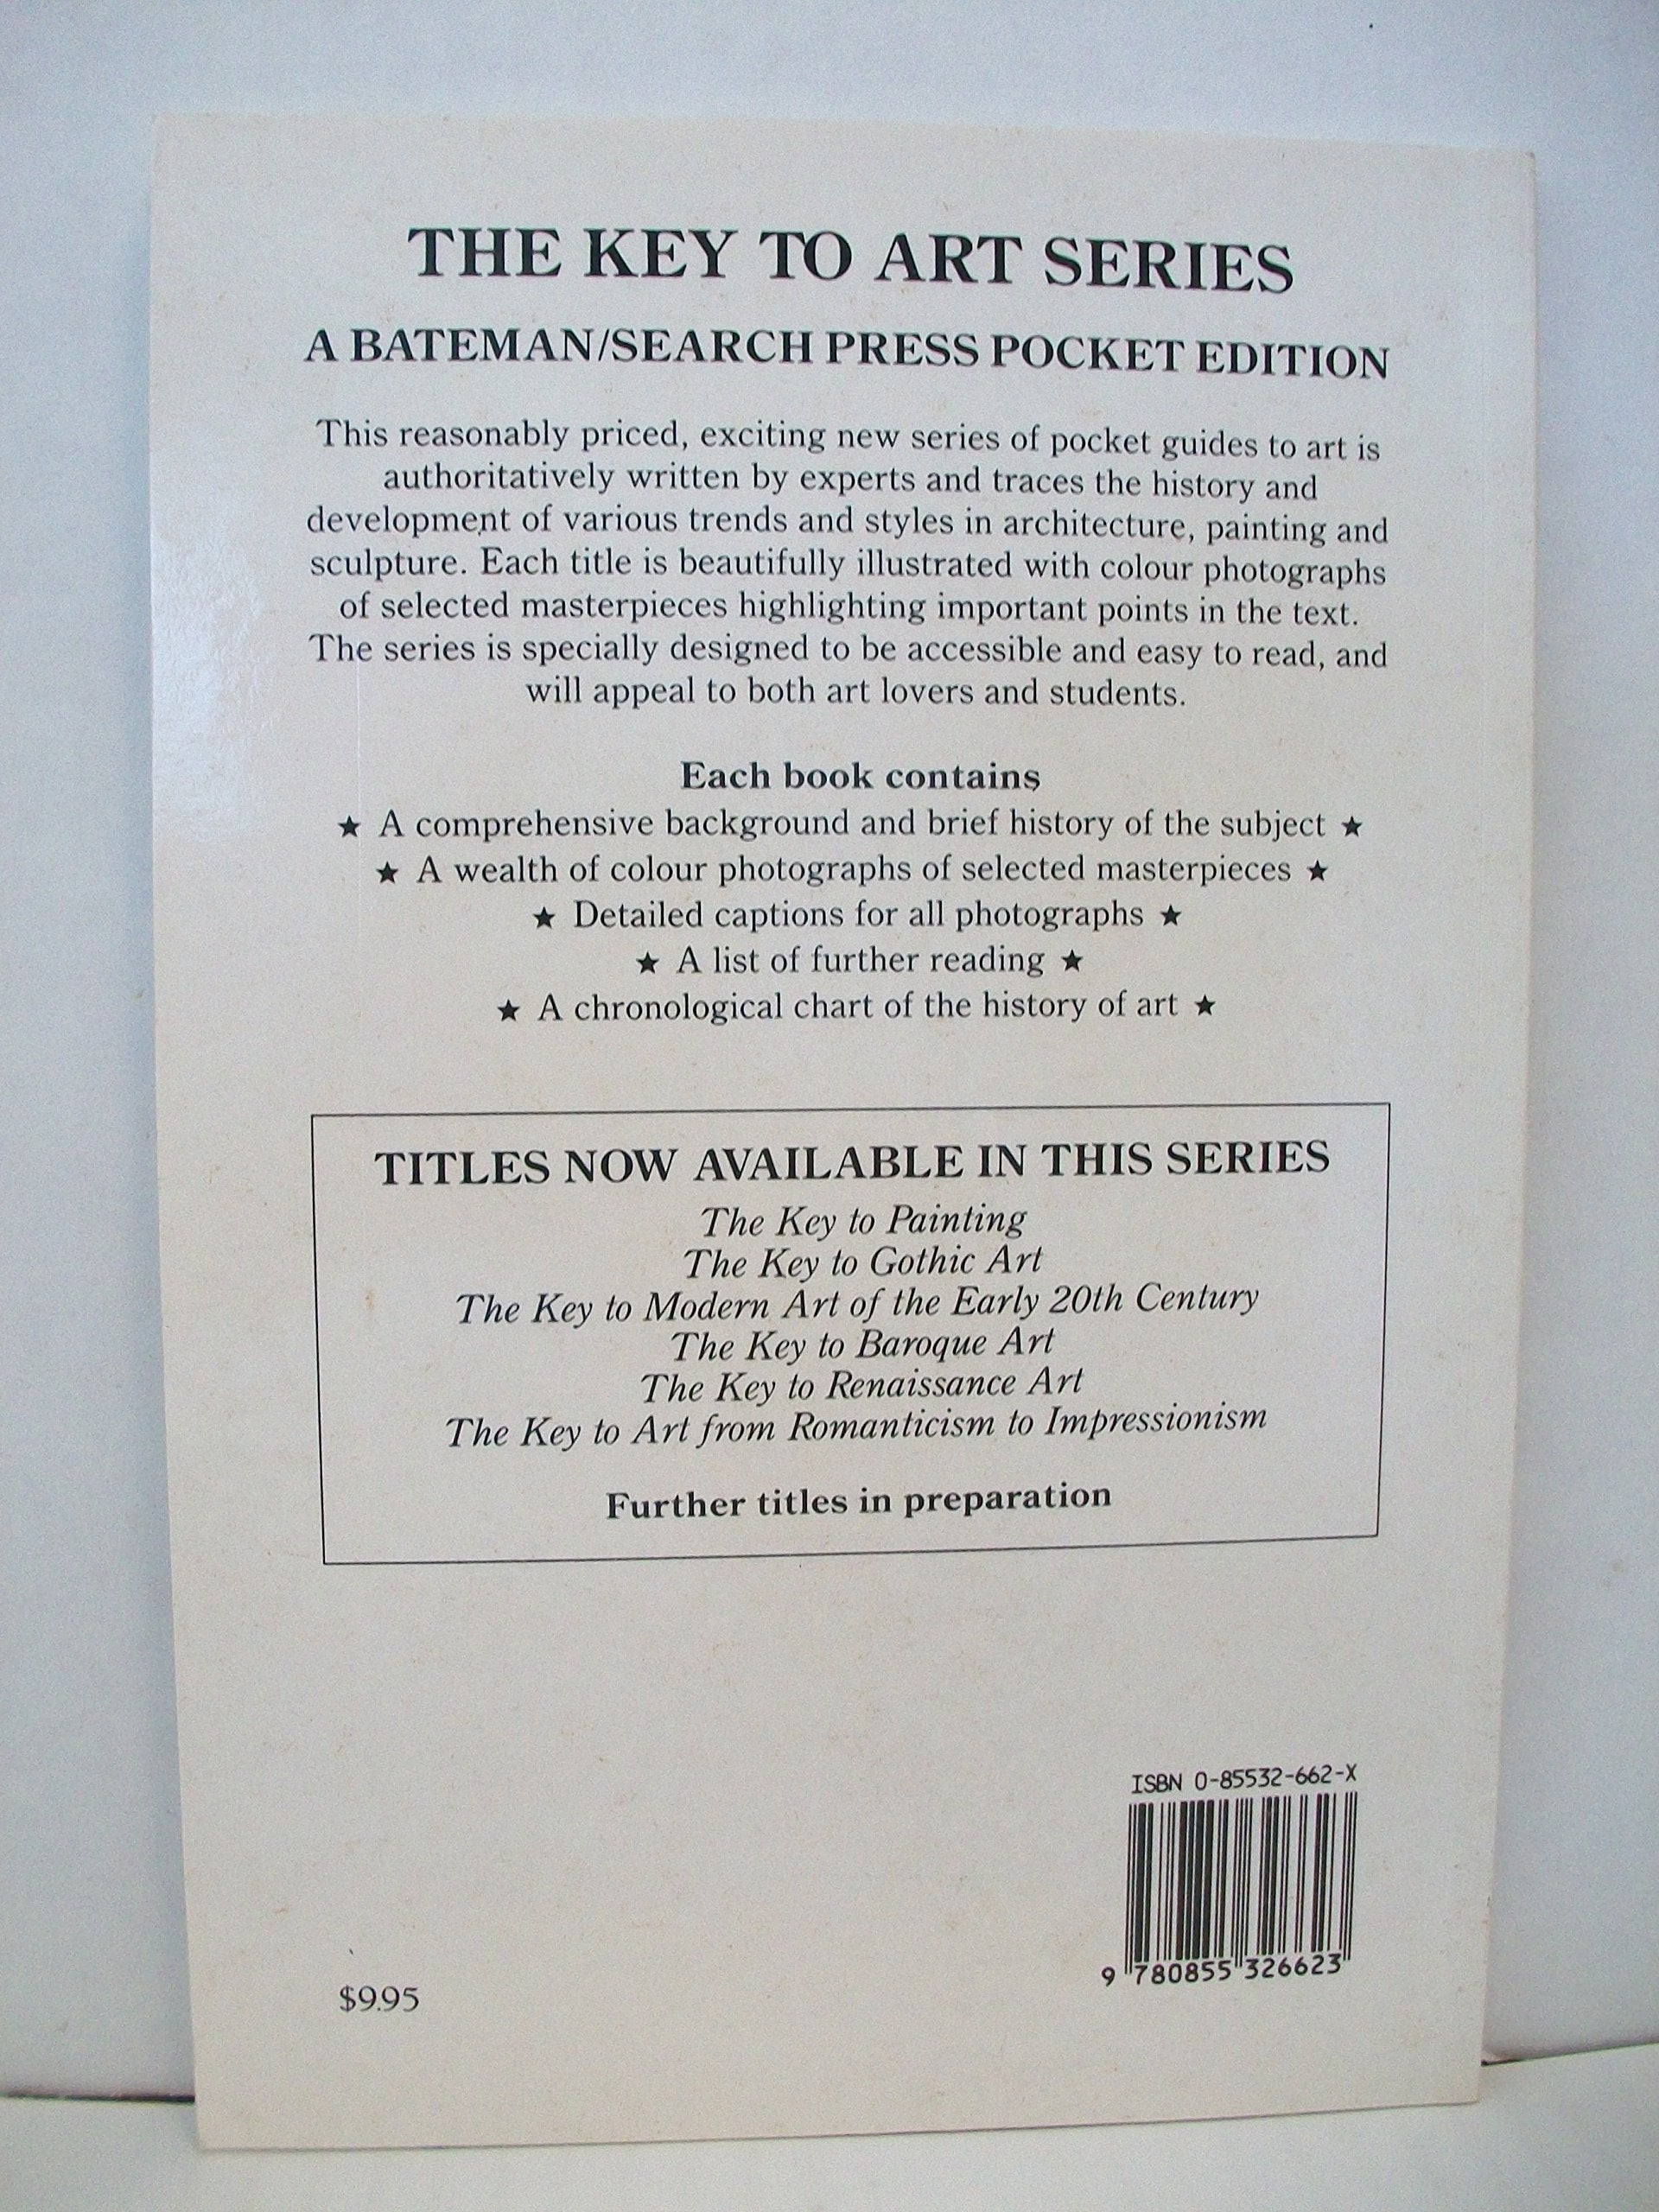 THE KEY TO ART SERIES
A BATEMAN/SEARCH PRESS POCKET EDITION
This reasonably priced, exciting new series of pocket guides to art is
authoritatively written by experts and traces the history and
development of various trends and styles in architecture, painting and
sculpture. Each title is beautifully illustrated with colour photographs
of selected masterpieces highlighting important points in the text.
The series is specially designed to be accessible and easy to read, and
will appeal to both art lovers and students.
Each book contains
★ A comprehensive background and brief history of the subject ★
★ A wealth of colour photographs of selected masterpieces ★
★ Detailed captions for all photographs ★
★ A list of further reading ★
★ A chronological chart of the history of art ★
TITLES NOW AVAILABLE IN THIS SERIES
The Key to Painting
The Key to Gothic Art
The Key to Modern Art of the Early 20th Century
The Key to Baroque Art
The Key to Renaissance Art
The Key to Art from Romanticism to Impressionism
Further titles in preparation
ISBN 0-85532-662-X
9 780855 326623
$9.95